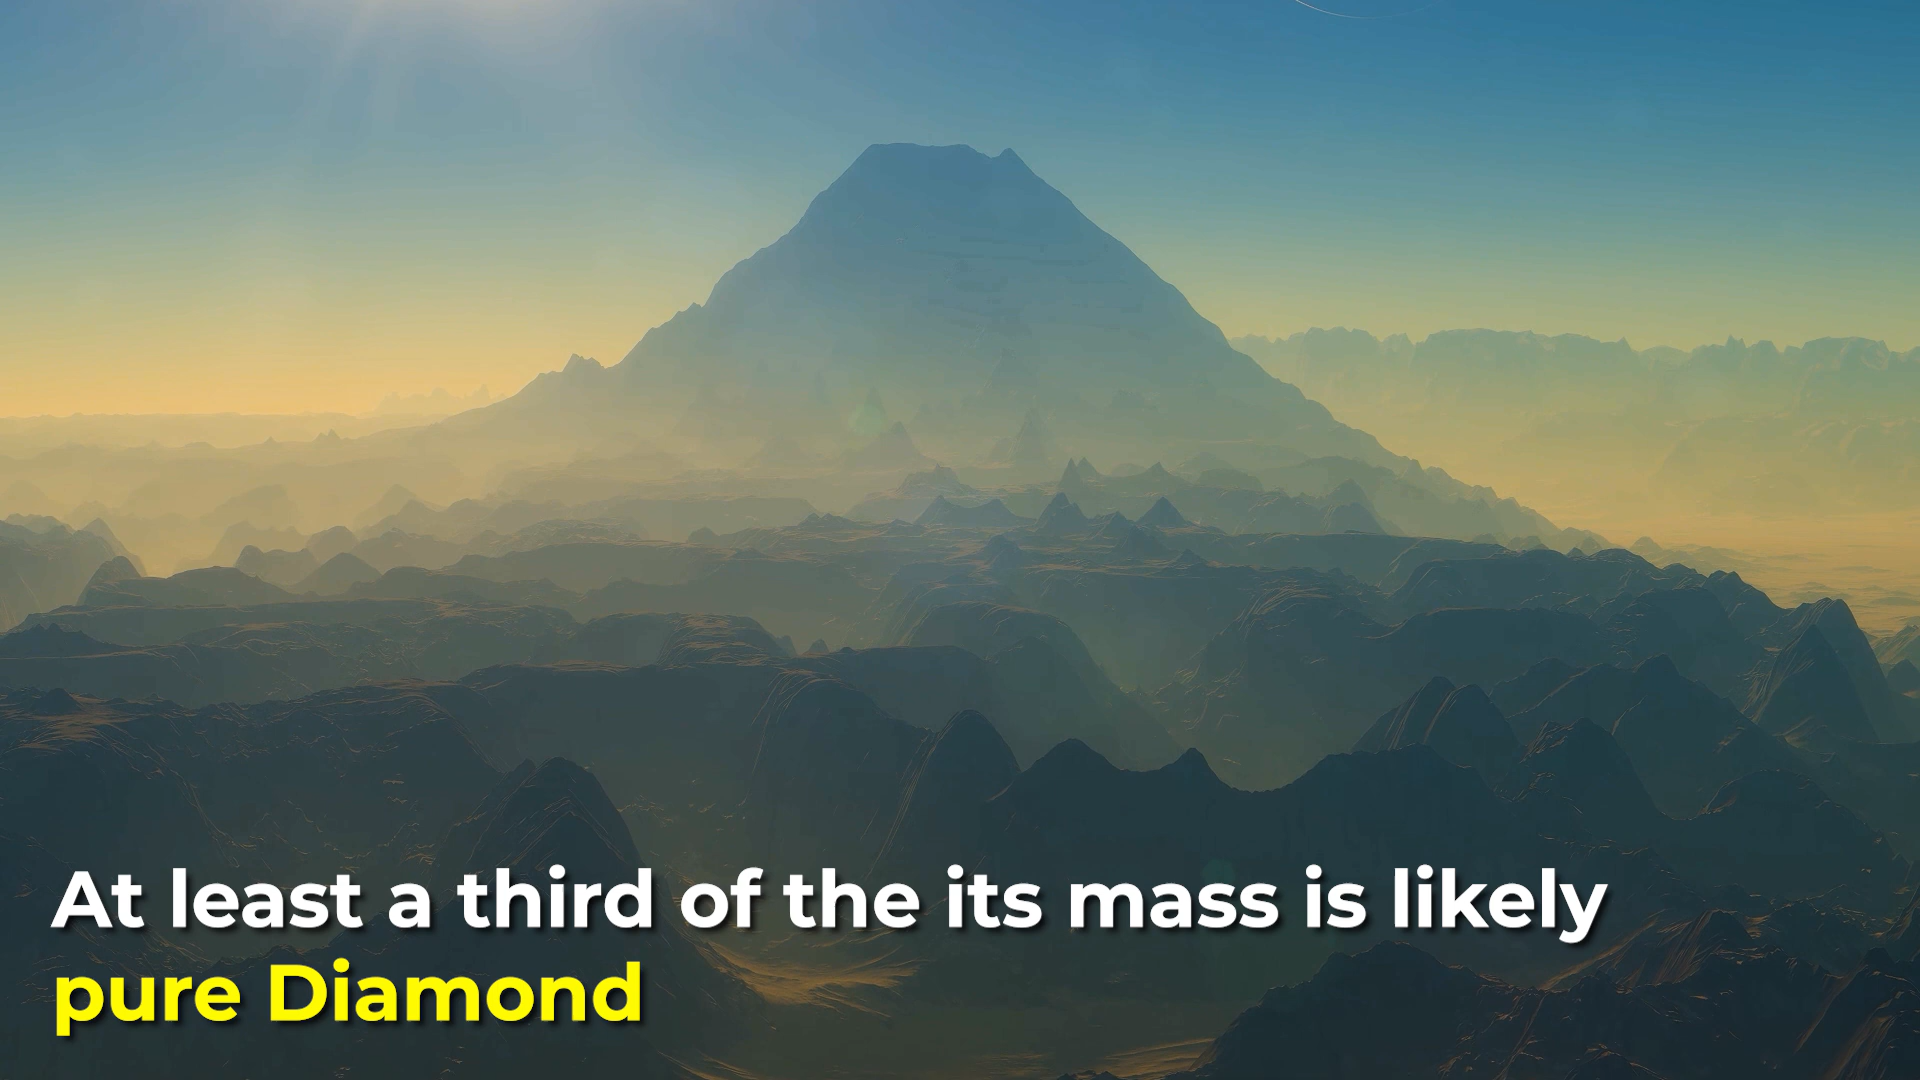 At least a third of the its mass is likely
pure Diamond